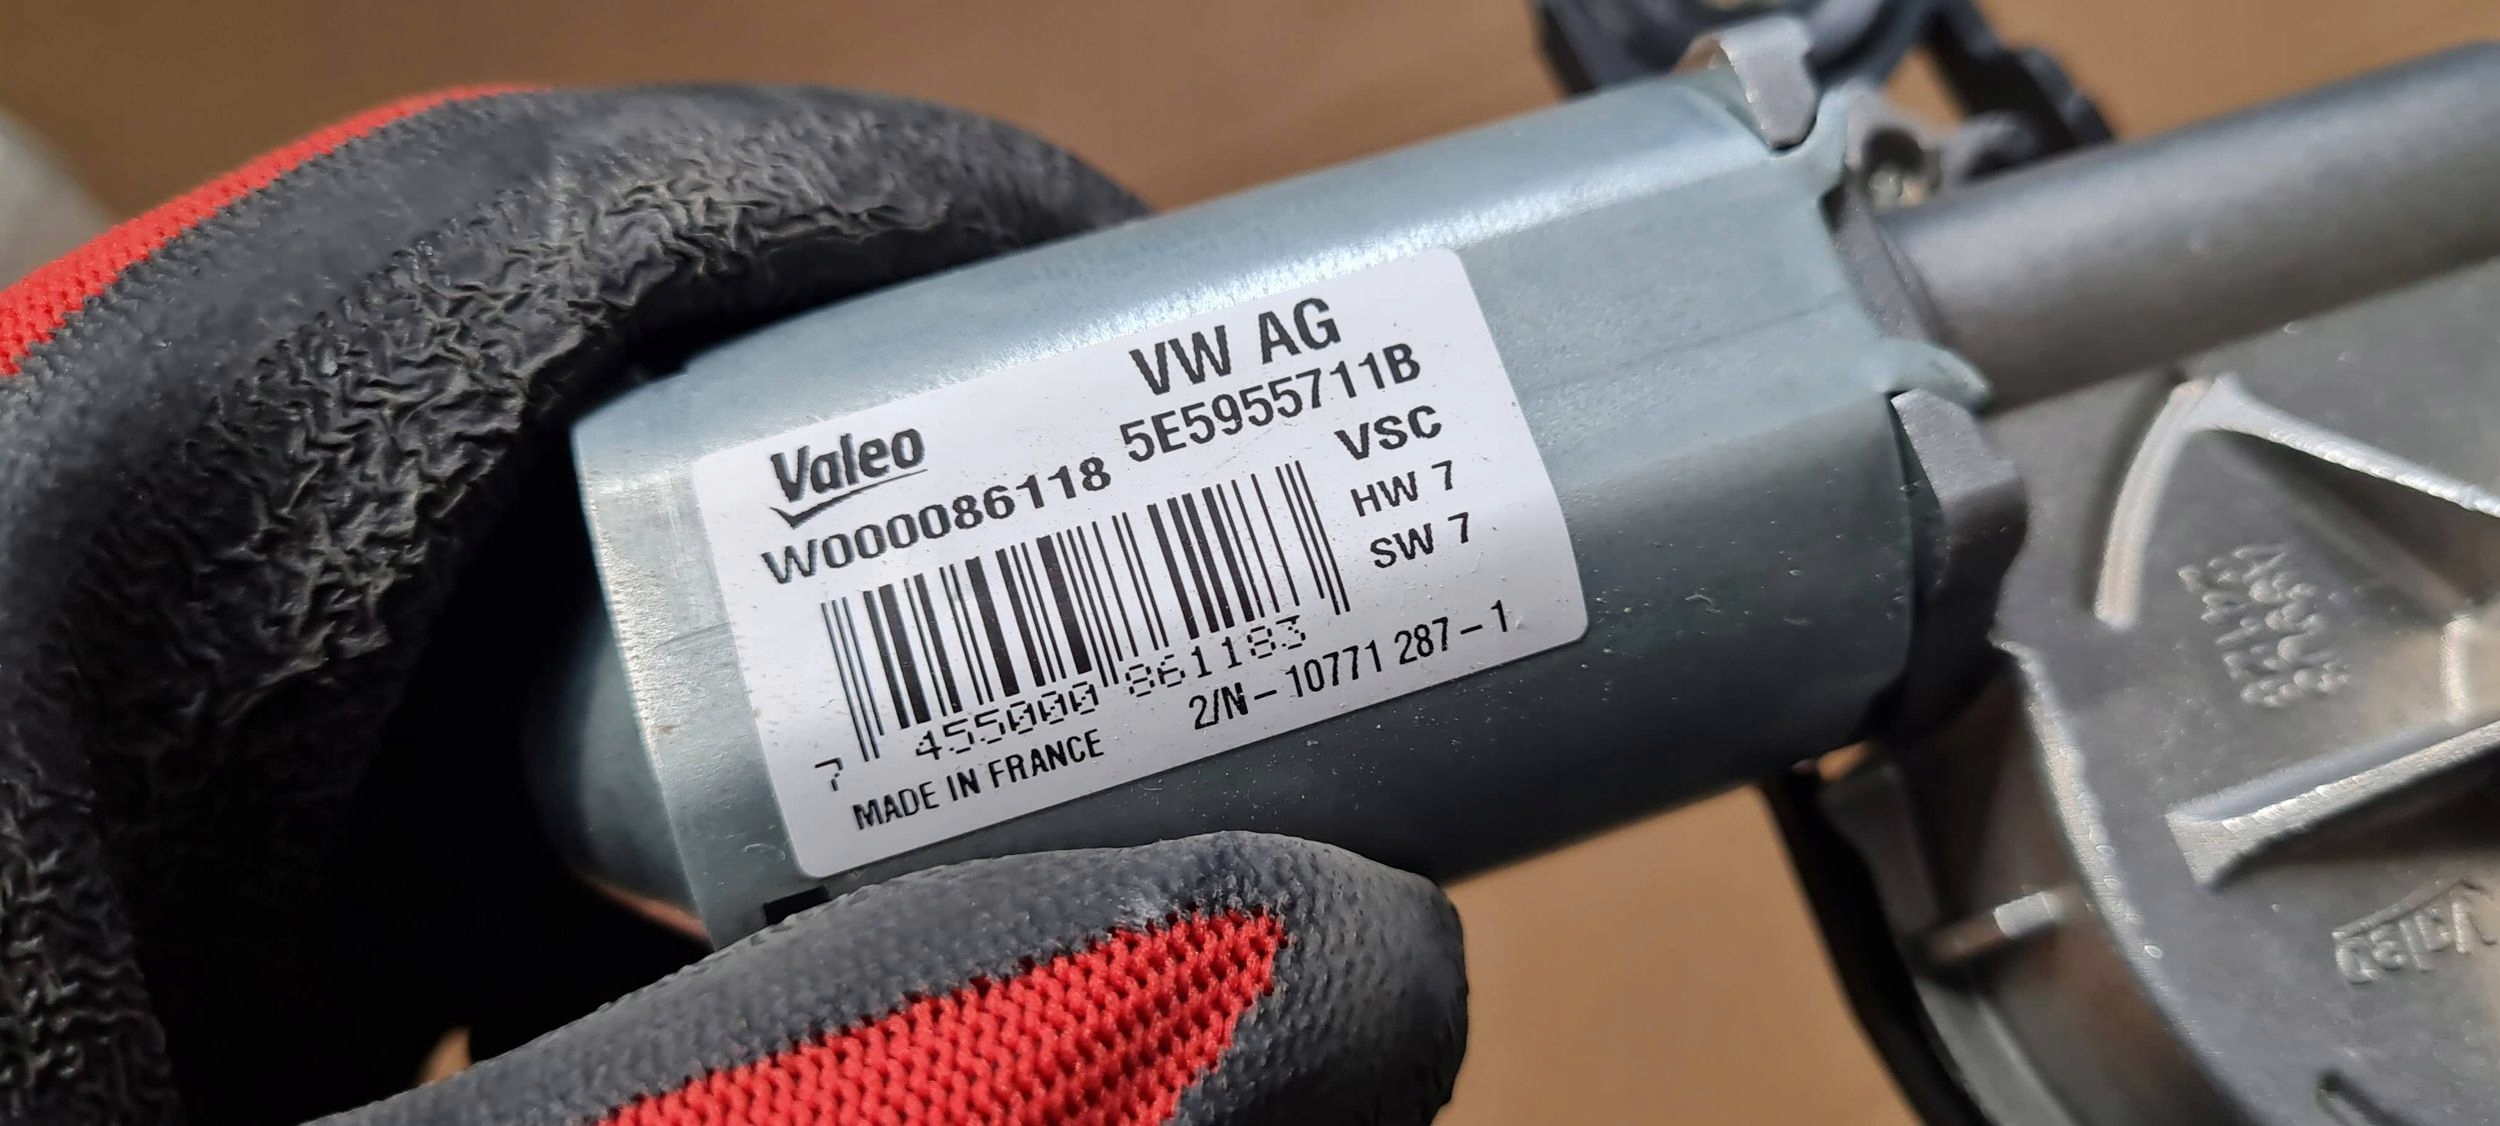 VW AG
5E5955711B
Valeo
W000086118
VSC
HW 7
SW 7
7 455000 861183
2/N-10771 287-1
MADE IN FRANCE
Valeo